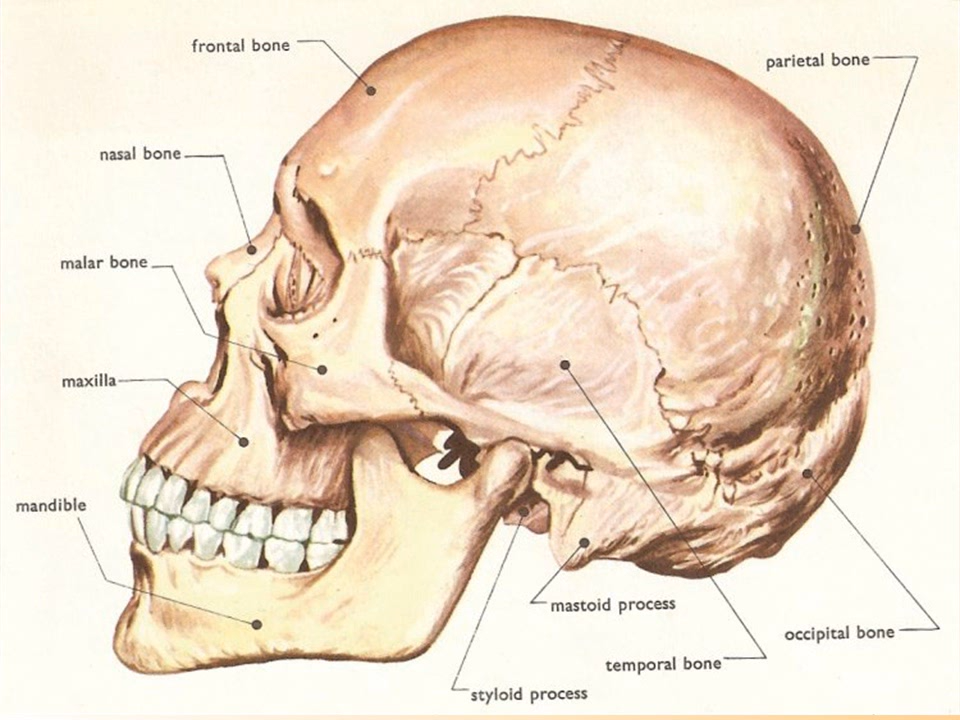 frontal bone
parietal bone
nasal bone
malar bone
maxilla
mandible
mastoid process
occipital bone
temporal bone
styloid process